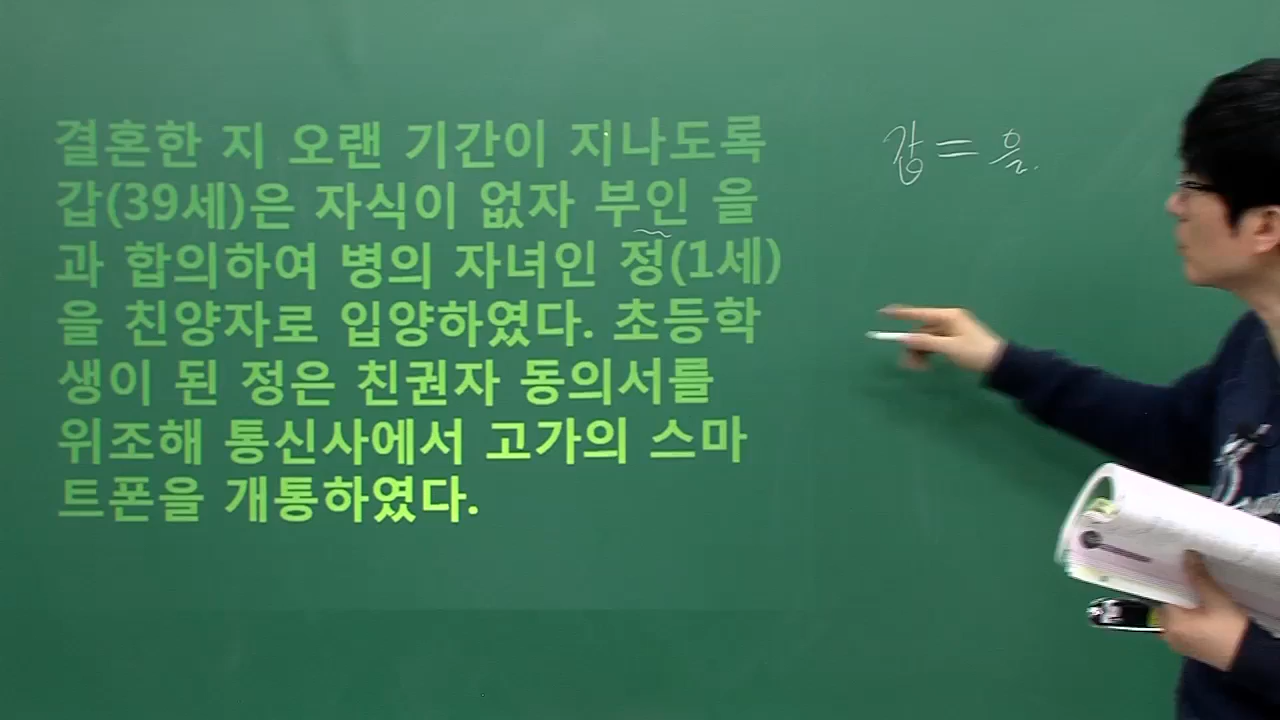 결혼한 지 오랜 기간이 지나도록
갑(39세)은 자식이 없자 부인 을
과 합의하여 병의 자녀인 정(1세)
을 친양자로 입양하였다. 초등학
생이 된 정은 친권자 동의서를
위조해 통신사에서 고가의 스마
트폰을 개통하였다.
갑 = 을.